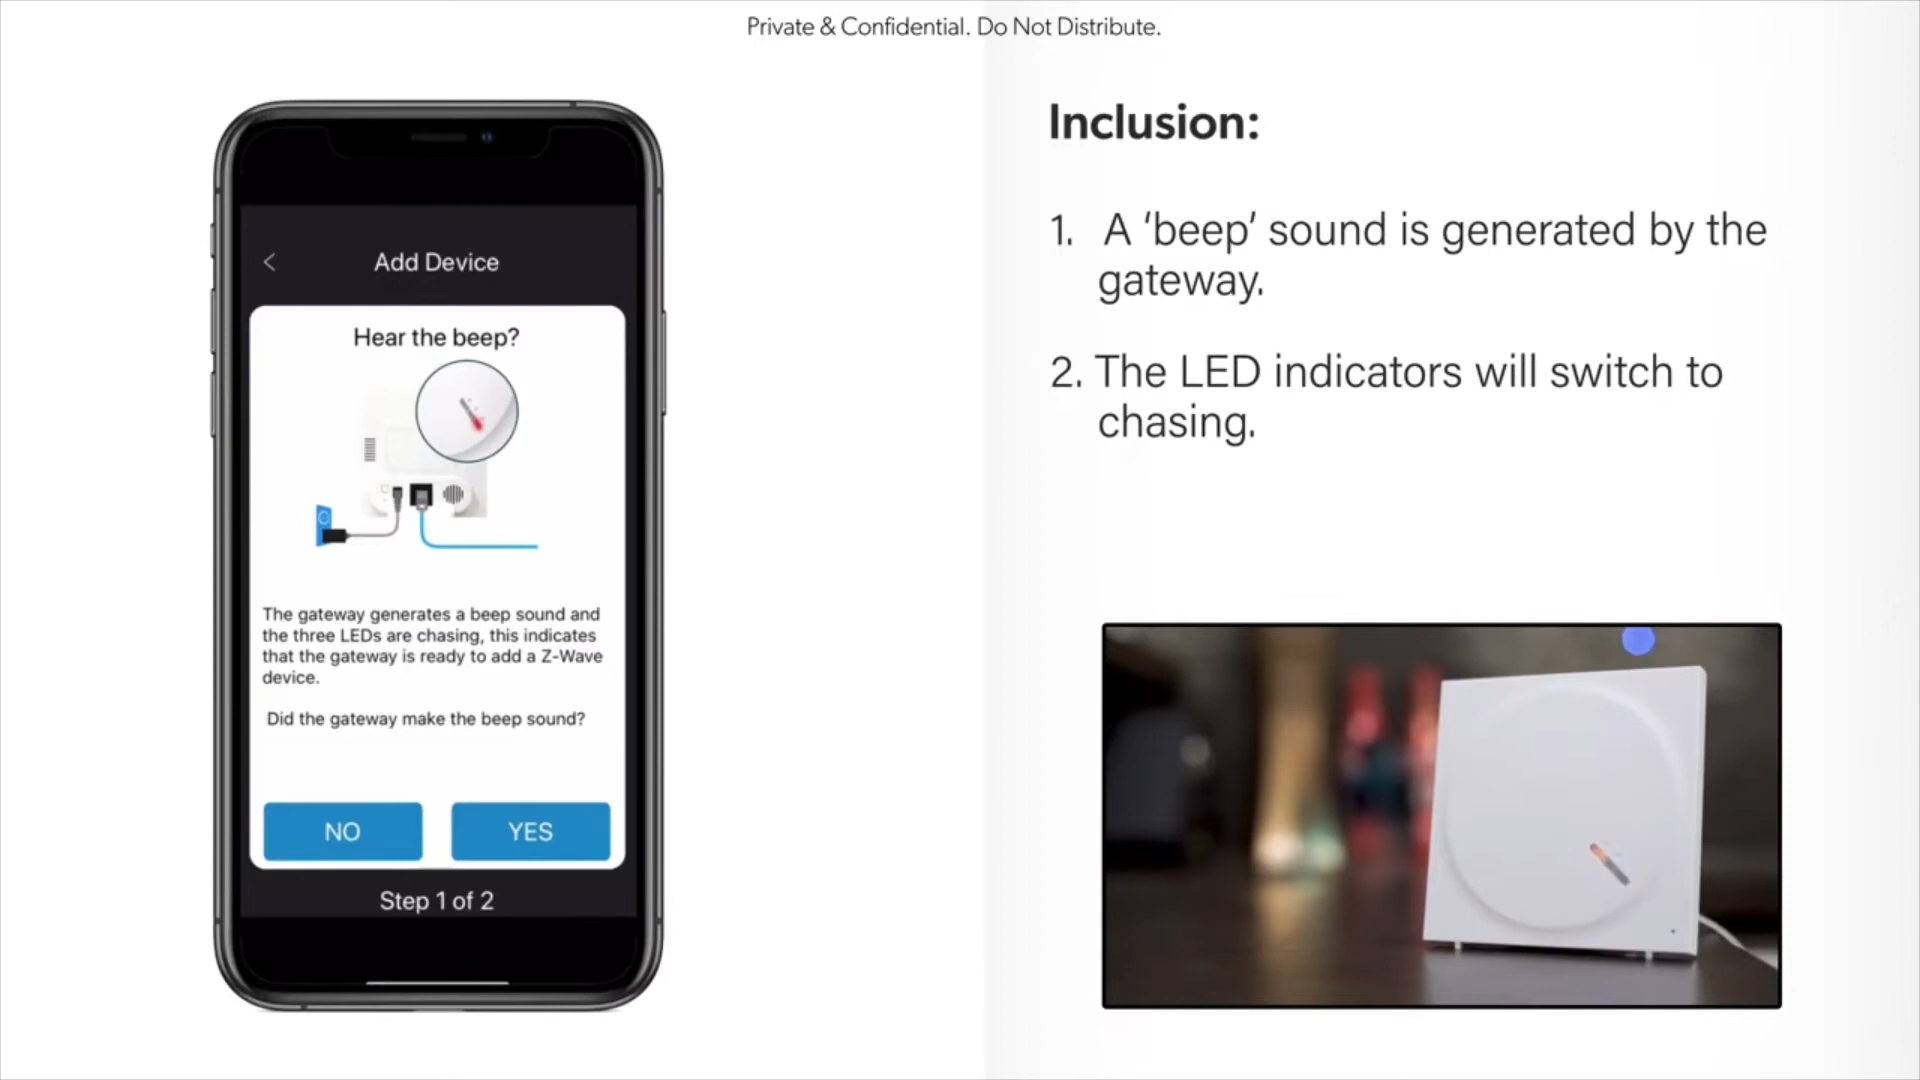 Private & Confidential. Do Not Distribute.
Add Device
Hear the beep?
The gateway generates a beep sound and
the three LEDs are chasing, this indicates
that the gateway is ready to add a Z-Wave
device.
Did the gateway make the beep sound?
NO
YES
Step 1 of 2
Inclusion:
1. A ‘beep’ sound is generated by the
gateway.
2. The LED indicators will switch to
chasing.